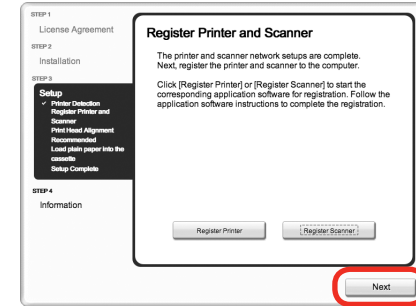 STEP 1
License Agreement
STEP 2
Installation
STEP 3
Setup
✓ Printer Detection
Register Printer and
Scanner
Print Head Alignment
Recommended
Load plain paper into the
cassette
Setup Complete
STEP 4
Information
Register Printer and Scanner
The printer and scanner network setups are complete.
Next, register the printer and scanner to the computer.
Click [Register Printer] or [Register Scanner] to start the
corresponding application software for registration. Follow the
application software instructions to complete the registration.
Register Printer
Register Scanner
Next